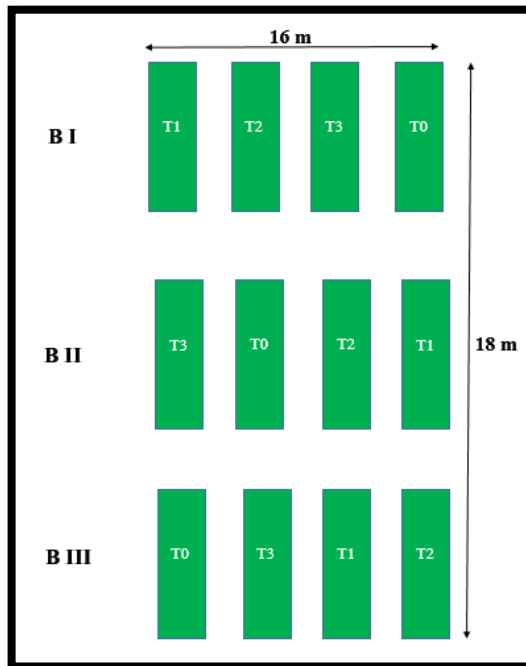 16 m
B I
T1 T2 T3 T0
B II
T3 T0 T2 T1
18 m
B III
T0 T3 T1 T2